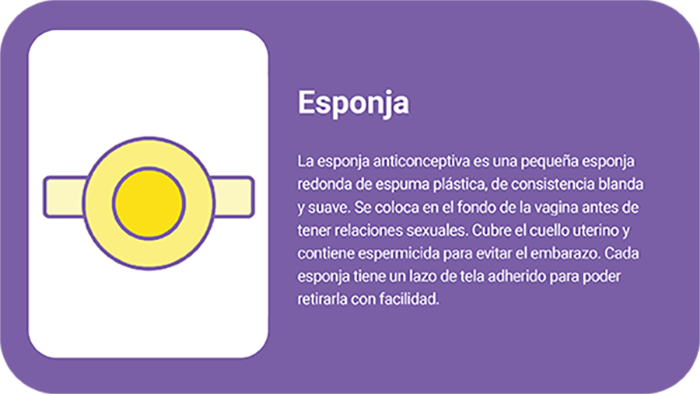 Esponja
La esponja anticonceptiva es una pequeña esponja
redonda de espuma plástica, de consistencia blanda
y suave. Se coloca en el fondo de la vagina antes de
tener relaciones sexuales. Cubre el cuello uterino y
contiene espermicida para evitar el embarazo. Cada
esponja tiene un lazo de tela adherido para poder
retirarla con facilidad.